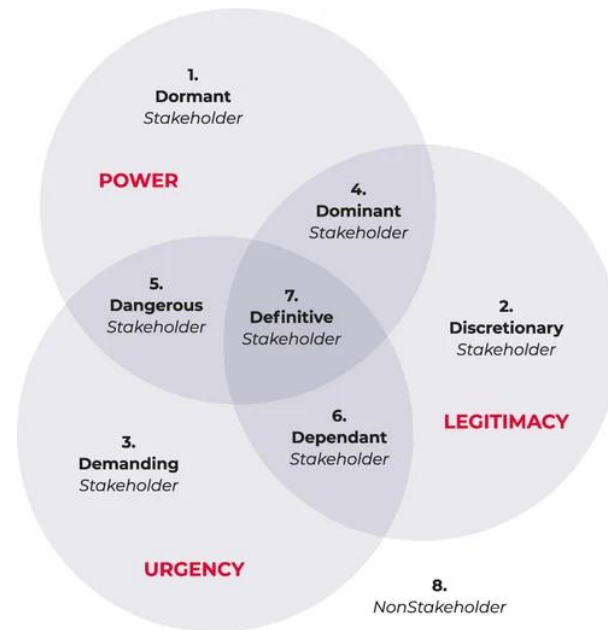 1.
Dormant
Stakeholder
POWER
4.
Dominant
Stakeholder
5.
Dangerous
Stakeholder
7.
Definitive
Stakeholder
2.
Discretionary
Stakeholder
6.
Dependant
Stakeholder
LEGITIMACY
3.
Demanding
Stakeholder
URGENCY
8.
NonStakeholder